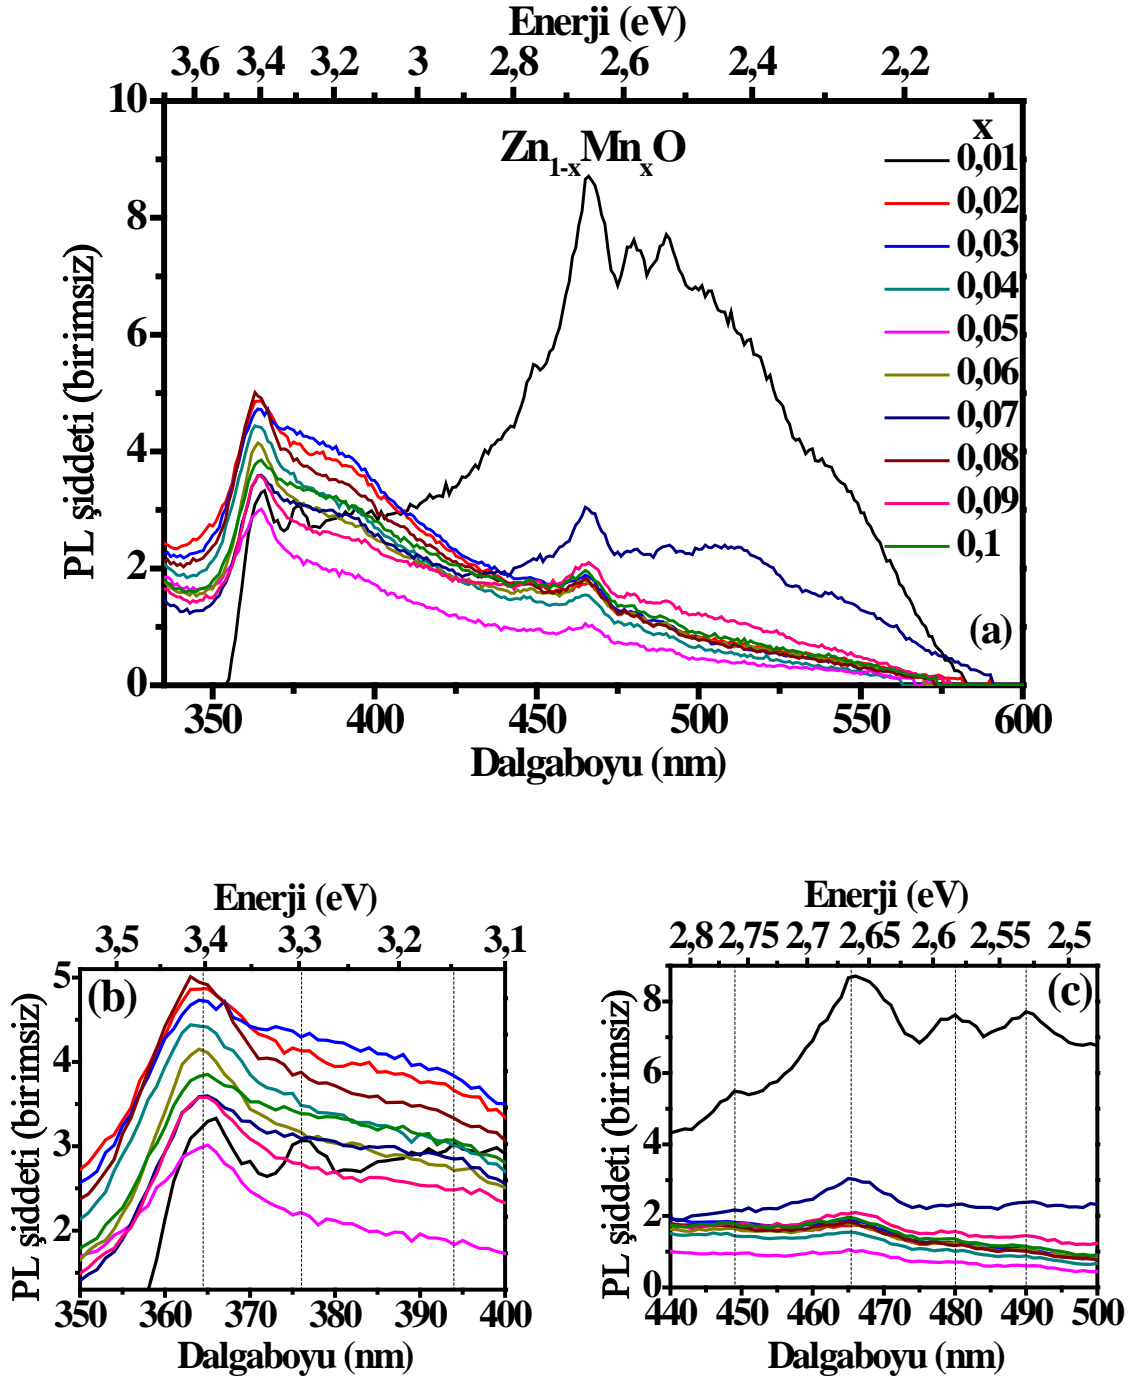 Enerji (eV)
3,6 3,4 3,2 3 2,8 2,6 2,4 2,2
10
8
6
4
2
0
PL şiddeti (birimsiz)
Zn1-xMnxO
x
0,01
0,02
0,03
0,04
0,05
0,06
0,07
0,08
0,09
0,1
(a)
350 400 450 500 550 600
Dalgaboyu (nm)
Enerji (eV)
3,5 3,4 3,3 3,2 3,1
(b)
5
4
3
2
PL şiddeti (birimsiz)
350 360 370 380 390 400
Dalgaboyu (nm)
Enerji (eV)
2,8 2,75 2,7 2,65 2,6 2,55 2,5
(c)
8
6
4
2
0
PL şiddeti (birimsiz)
440 450 460 470 480 490 500
Dalgaboyu (nm)